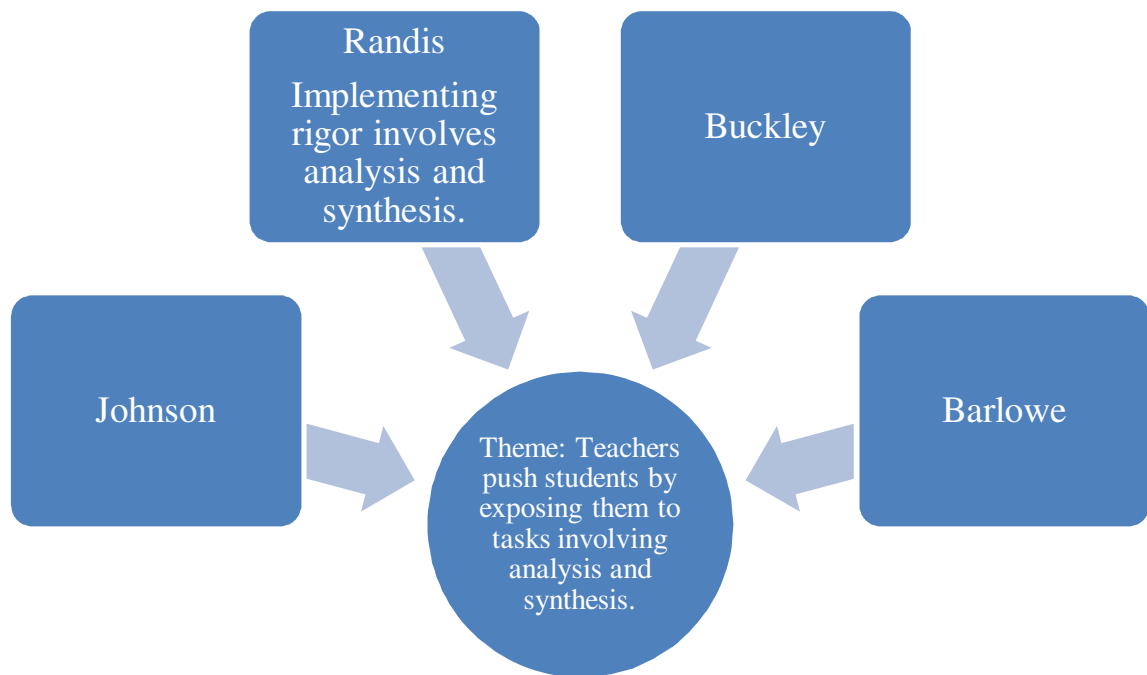 Randis
Implementing
rigor involves
analysis and
synthesis.
Buckley
Johnson
Barlowe
Theme: Teachers
push students by
exposing them to
tasks involving
analysis and
synthesis.